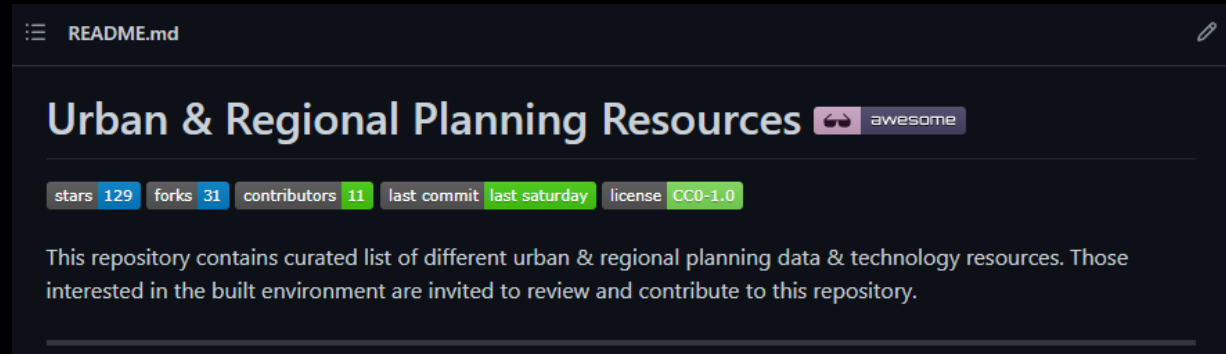 README.md
Urban & Regional Planning Resources awesome
stars 129 forks 31 contributors 11 last commit last saturday license CC0-1.0
This repository contains curated list of different urban & regional planning data & technology resources. Those
interested in the built environment are invited to review and contribute to this repository.